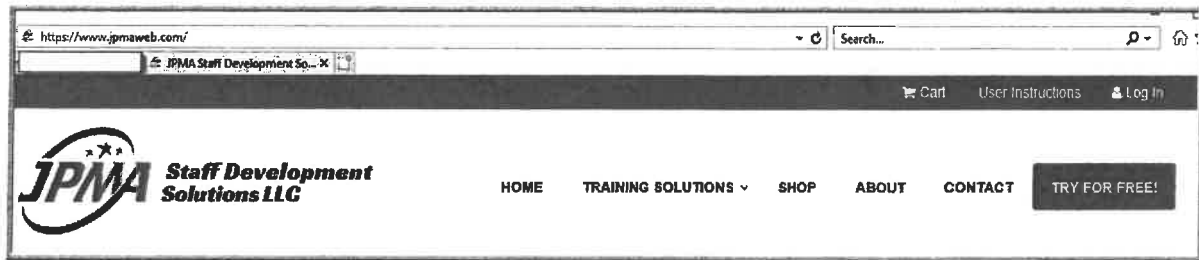 https://www.jpmaweb.com/
Search...
JPMA Staff Development So...
Cart User Instructions Log In
JPMA Staff Development
Solutions LLC
HOME TRAINING SOLUTIONS SHOP ABOUT CONTACT TRY FOR FREE!